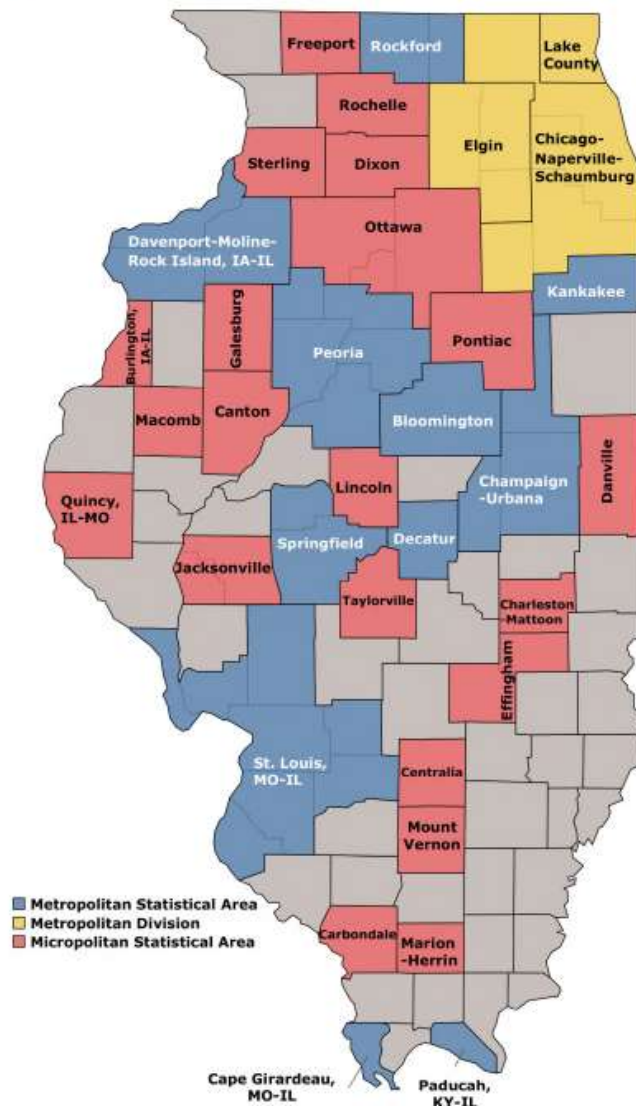 Freeport
Rockford
Lake
County
Rochelle
Elgin
Chicago-
Naperville-
Schaumburg
Sterling
Dixon
Ottawa
Davenport-Moline-
Rock Island, IA-IL
Kankakee
Burlington,
IA-IL
Galesburg
Peoria
Pontiac
Macomb
Canton
Bloomington
Danville
Quincy,
IL-MO
Lincoln
Champaign
-Urbana
Springfield
Decatur
Jacksonville
Taylorville
Charleston
-Mattoon
Effingham
St. Louis,
MO-IL
Centralia
Mount
Vernon
Metropolitan Statistical Area
Metropolitan Division
Micropolitan Statistical Area
Carbondale
Marion
-Herrin
Cape Girardeau,
MO-IL
Paducah,
KY-IL